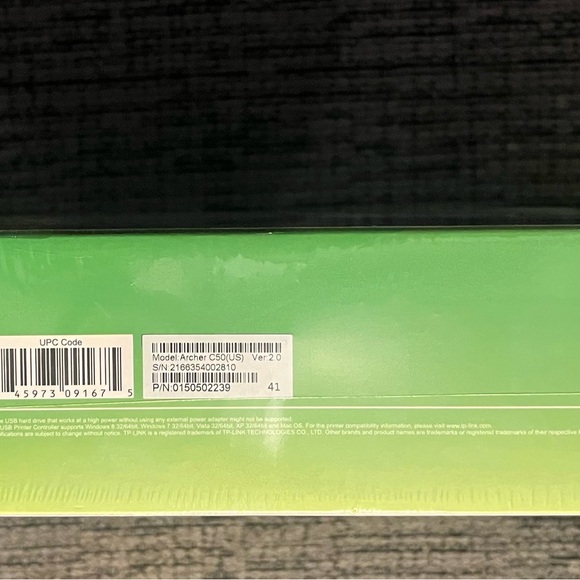 UPC Code
45973 09167 5
Model:Archer C50(US) Ver 2.0
S/N:2166354002810
P/N:0150502239 41
USB hard drive that works at a high power without using any external power adapter might not be supported.
USB Printer Controller supports Windows 8 32/64bit, Windows 7 32/64bit, Vista 32/64bit, XP 32/64bit and Mac OS. For the printer compatibility information, please visit www.tp-link.com.
are subject to change without notice. TP-LINK is a registered trademark of TP-LINK TECHNOLOGIES CO., LTD. Other brands and product names are trademarks or registered trademarks of their respective